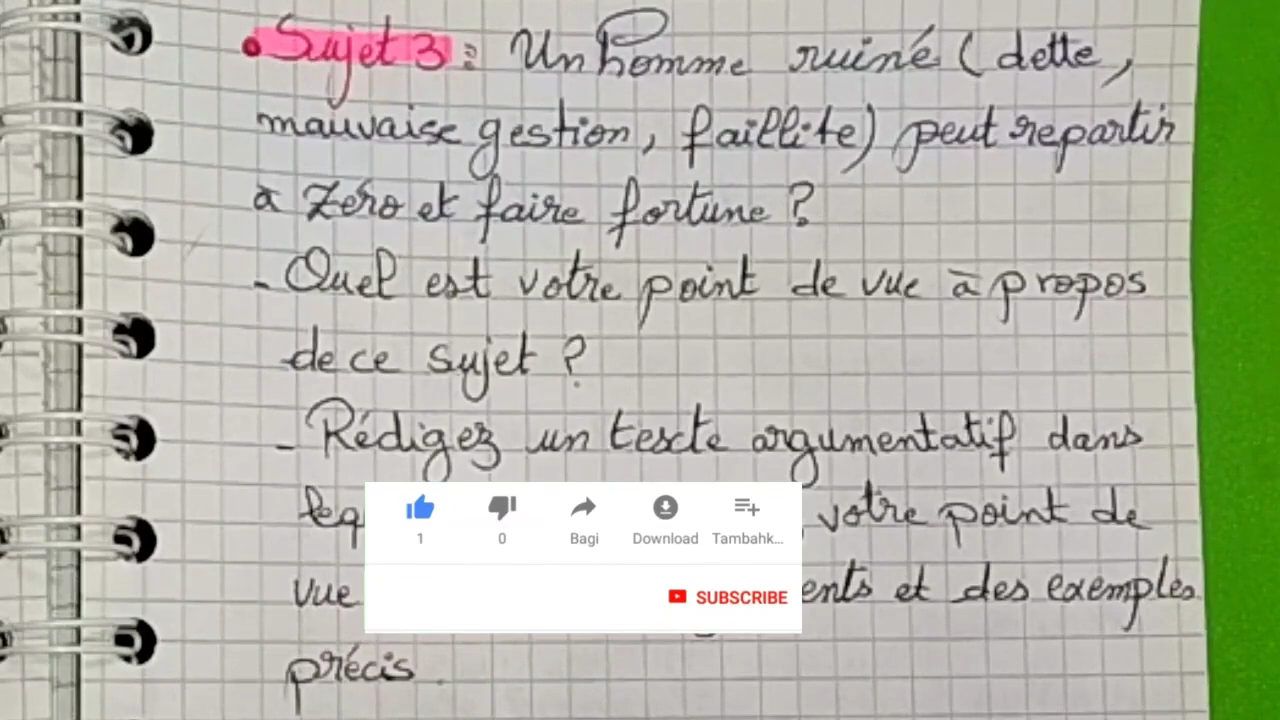 • Sujet 3 : Un homme ruiné ( dette,
mauvaise gestion, faillite) peut repartir
à zéro et faire fortune ?
- Quel est votre point de vue à propos
de ce sujet ?
- Rédigez un texte argumentatif dans
votre point de
vue et des exemples
précis.
1 0 Bagi Download Tambahk...
SUBSCRIBE